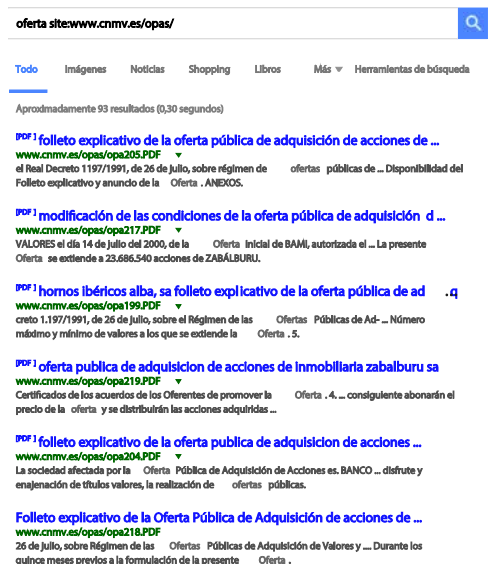 oferta site:www.cnmv.es/opas/
Todo Imágenes Noticias Shopping Libros Más Herramientas de búsqueda
Aproximadamente 93 resultados (0,30 segundos)
[PDF] folleto explicativo de la oferta pública de adquisición de acciones de ...
www.cnmv.es/opas/opa205.PDF
el Real Decreto 1197/1991, de 26 de julio, sobre régimen de ofertas públicas de ... Disponibilidad del
Folleto explicativo y anuncio de la Oferta . ANEXOS.
[PDF] modificación de las condiciones de la oferta pública de adquisición d ...
www.cnmv.es/opas/opa217.PDF
VALORES el día 14 de julio del 2000, de la Oferta inicial de BAMI, autorizada el ... La presente
Oferta se extiende a 23.686.540 acciones de ZABÁLBURU.
[PDF] hornos ibéricos alba, sa folleto explicativo de la oferta pública de ad .q
www.cnmv.es/opas/opa199.PDF
creto 1.197/1991, de 26 de julio, sobre el Régimen de las Ofertas Públicas de Ad- ... Número
máximo y mínimo de valores a los que se extiende la Oferta . 5.
[PDF] oferta publica de adquisicion de acciones de inmobiliaria zabalburu sa
www.cnmv.es/opas/opa219.PDF
Certificados de los acuerdos de los Oferentes de promover la Oferta . 4. ... consiguiente abonarán el
precio de la oferta y se distribuirán las acciones adquiridas ...
[PDF] folleto explicativo de la oferta publica de adquisicion de acciones ...
www.cnmv.es/opas/opa204.PDF
La sociedad afectada por la Oferta Pública de Adquisición de Acciones es. BANCO ... disfrute y
enajenación de títulos valores, la realización de ofertas públicas.
Folleto explicativo de la Oferta Pública de Adquisición de acciones de ...
www.cnmv.es/opas/opa218.PDF
26 de julio, sobre Régimen de las Ofertas Públicas de Adquisición de Valores y .... Durante los
quince meses previos a la formulación de la presente Oferta .